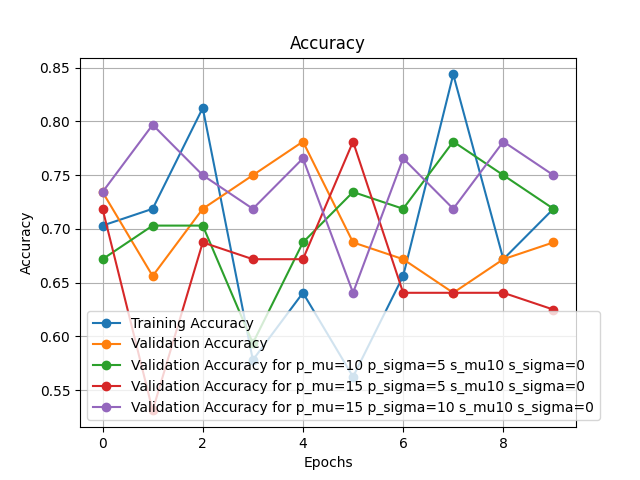 Accuracy
0.85
0.80
0.75
0.70
0.65
0.60
0.55
Accuracy
Training Accuracy
Validation Accuracy
Validation Accuracy for p_mu=10 p_sigma=5 s_mu10 s_sigma=0
Validation Accuracy for p_mu=15 p_sigma=5 s_mu10 s_sigma=0
Validation Accuracy for p_mu=15 p_sigma=10 s_mu10 s_sigma=0
0 2 4 6 8
Epochs